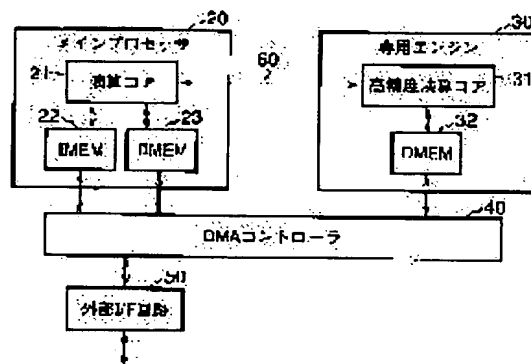 20
メインプロセッサ
21
演算コア
22
23
IMEM
DMEM
60
30
専用エンジン
高精度演算コア
31
32
DMEM
40
DMAコントローラ
50
外部I/F回路